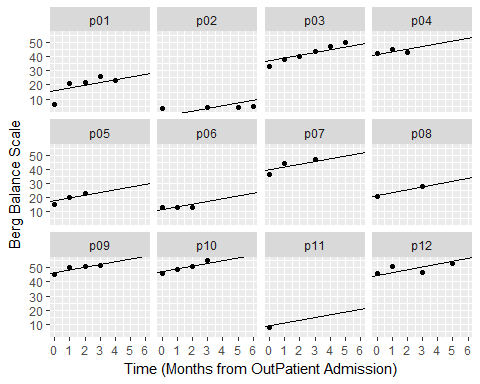 p01 p02 p03 p04
50
40
30
20
10
p05 p06 p07 p08
50
40
30
20
10
p09 p10 p11 p12
50
40
30
20
10
0 1 2 3 4 5 6 0 1 2 3 4 5 6 0 1 2 3 4 5 6 0 1 2 3 4 5 6
Time (Months from OutPatient Admission)
Berg Balance Scale